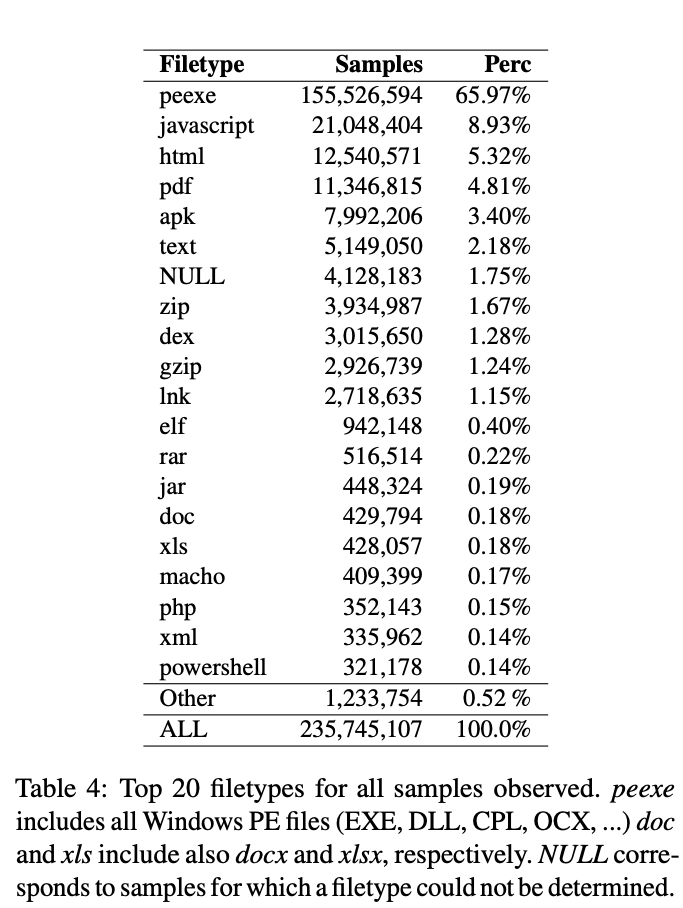 Filetype Samples Perc
peexe 155,526,594 65.97%
javascript 21,048,404 8.93%
html 12,540,571 5.32%
pdf 11,346,815 4.81%
apk 7,992,206 3.40%
text 5,149,050 2.18%
NULL 4,128,183 1.75%
zip 3,934,987 1.67%
dex 3,015,650 1.28%
gzip 2,926,739 1.24%
lnk 2,718,635 1.15%
elf 942,148 0.40%
rar 516,514 0.22%
jar 448,324 0.19%
doc 429,794 0.18%
xls 428,057 0.18%
macho 409,399 0.17%
php 352,143 0.15%
xml 335,962 0.14%
powershell 321,178 0.14%
Other 1,233,754 0.52 %
ALL 235,745,107 100.0%
Table 4: Top 20 filetypes for all samples observed. peexe
includes all Windows PE files (EXE, DLL, CPL, OCX, ...) doc
and xls include also docx and xlsx, respectively. NULL corre-
sponds to samples for which a filetype could not be determined.